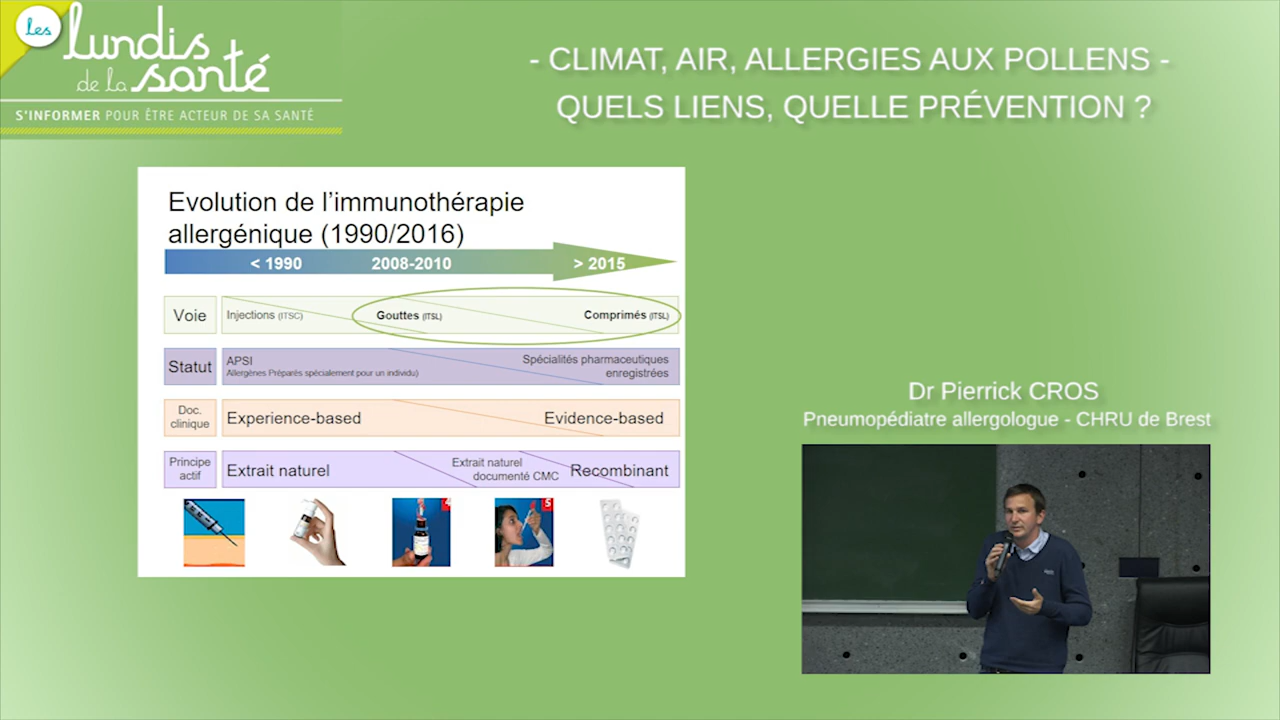 Les
lundis
de la santé
S'INFORMER POUR ÊTRE ACTEUR DE SA SANTÉ
- CLIMAT, AIR, ALLERGIES AUX POLLENS -
QUELS LIENS, QUELLE PRÉVENTION ?
Evolution de l'immunothérapie
allergénique (1990/2016)
< 1990 2008-2010 > 2015
Voie
Injections (ITSC)
Gouttes (ITSL)
Comprimés (ITSL)
Statut
APSI
Allergènes Préparés spécialement pour un individu)
Spécialités pharmaceutiques
enregistrées
Doc.
clinique
Experience-based
Evidence-based
Principe
actif
Extrait naturel
Extrait naturel
documenté CMC
Recombinant
4
5
Dr Pierrick CROS
Pneumopédiatre allergologue - CHRU de Brest